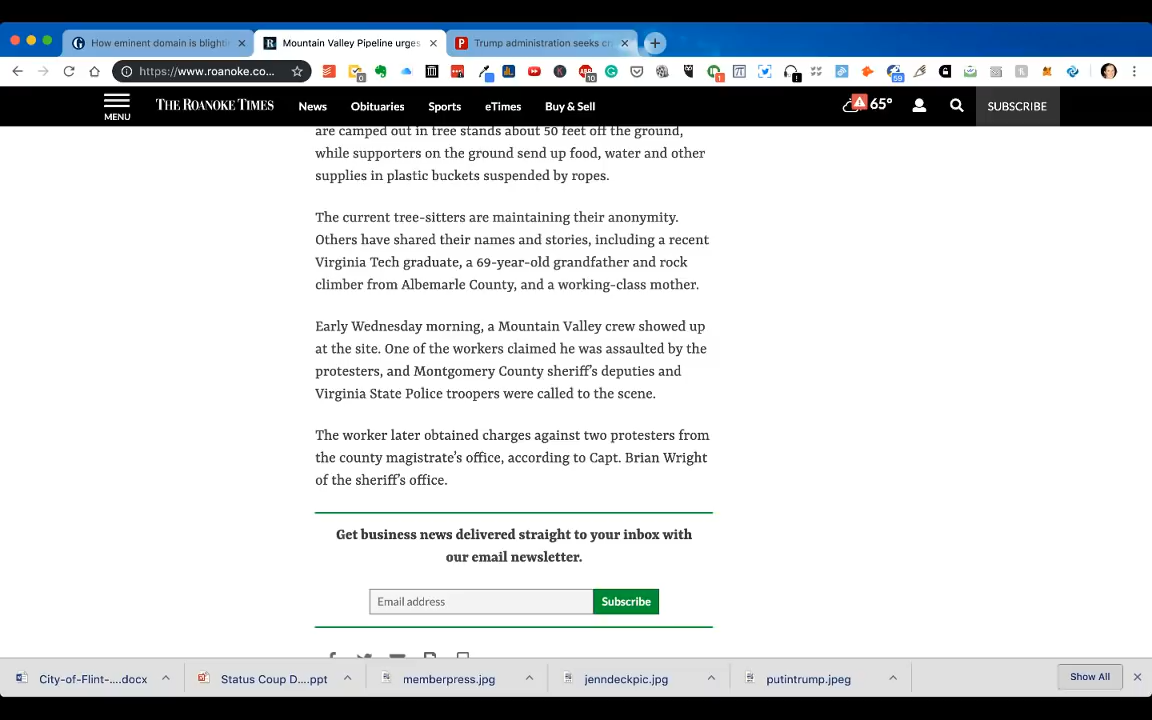 How eminent domain is blighti
Mountain Valley Pipeline urges
Trump administration seeks cr
https://www.roanoke.co...
MENU
THE ROANOKE TIMES
News
Obituaries
Sports
eTimes
Buy & Sell
65°
SUBSCRIBE
are camped out in tree stands about 50 feet off the ground,
while supporters on the ground send up food, water and other
supplies in plastic buckets suspended by ropes.
The current tree-sitters are maintaining their anonymity.
Others have shared their names and stories, including a recent
Virginia Tech graduate, a 69-year-old grandfather and rock
climber from Albemarle County, and a working-class mother.
Early Wednesday morning, a Mountain Valley crew showed up
at the site. One of the workers claimed he was assaulted by the
protesters, and Montgomery County sheriff’s deputies and
Virginia State Police troopers were called to the scene.
The worker later obtained charges against two protesters from
the county magistrate’s office, according to Capt. Brian Wright
of the sheriff’s office.
Get business news delivered straight to your inbox with
our email newsletter.
Email address
Subscribe
City-of-Flint-....docx
Status Coup D....ppt
memberpress.jpg
jenndeckpic.jpg
putintrump.jpeg
Show All